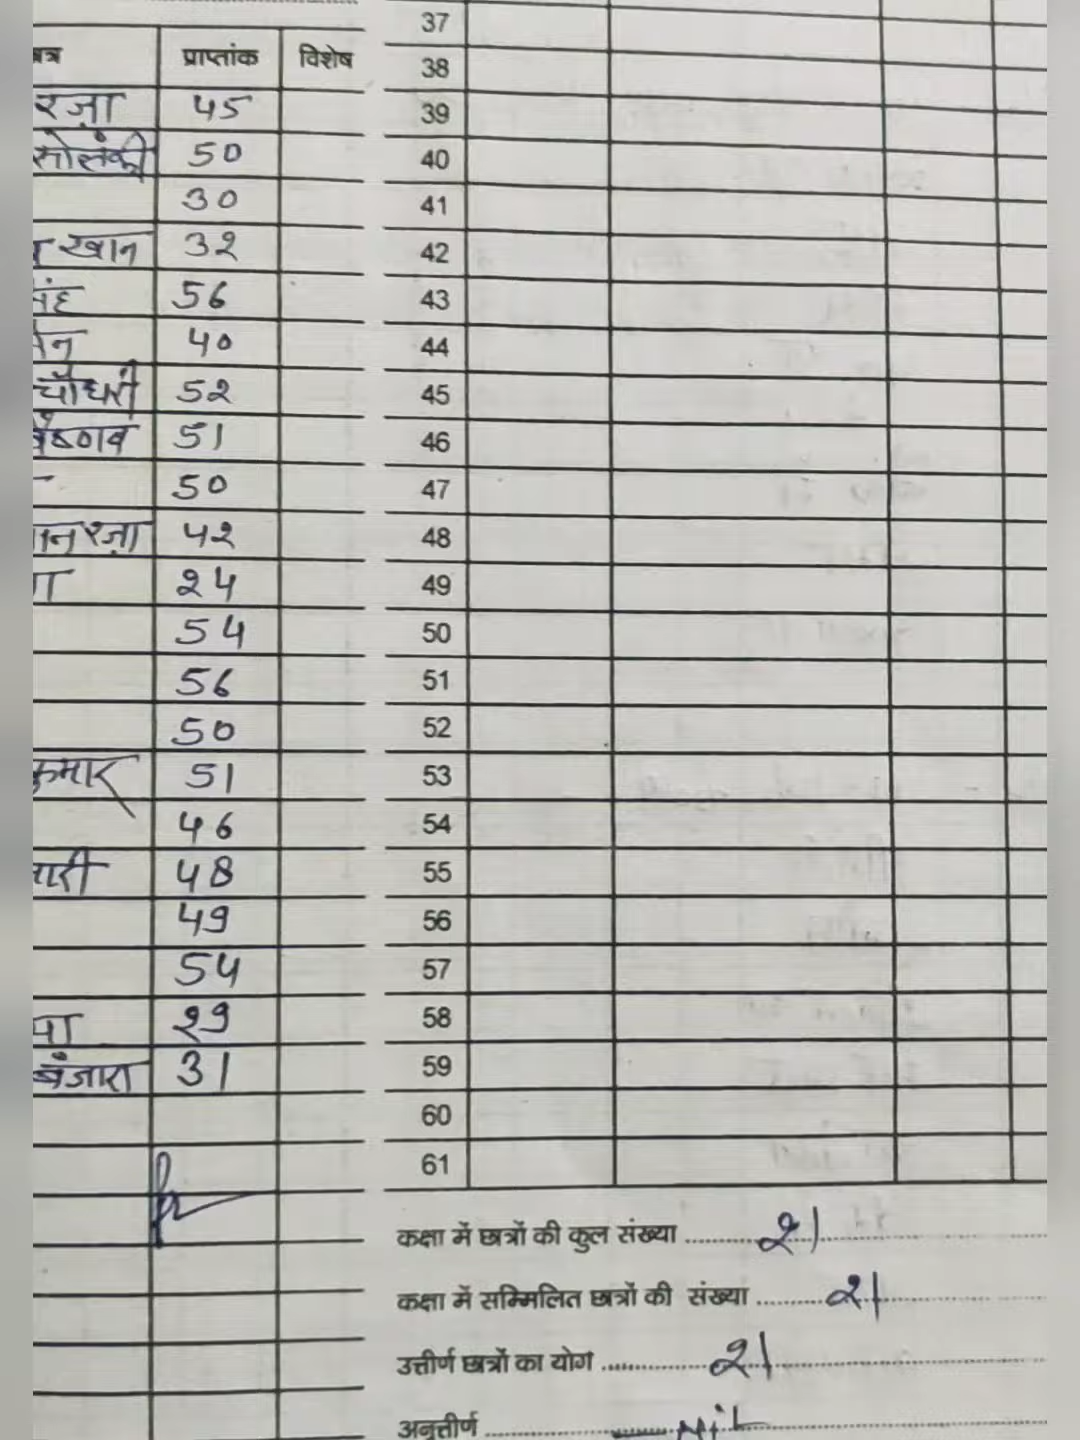 प्राप्तांक विशेष
रज़ा 45
सोलंकी 50
30
खान 32
56
40
चौधरी 52
वैष्णव 51
50
रज़ा 42
24
54
56
50
कुमार 51
46
48
49
54
29
बंजारा 31
37
38
39
40
41
42
43
44
45
46
47
48
49
50
51
52
53
54
55
56
57
58
59
60
61
कक्षा में छात्रों की कुल संख्या 21
कक्षा में सम्मिलित छात्रों की संख्या 21
उत्तीर्ण छात्रों का योग 21
अनुत्तीर्ण Nil